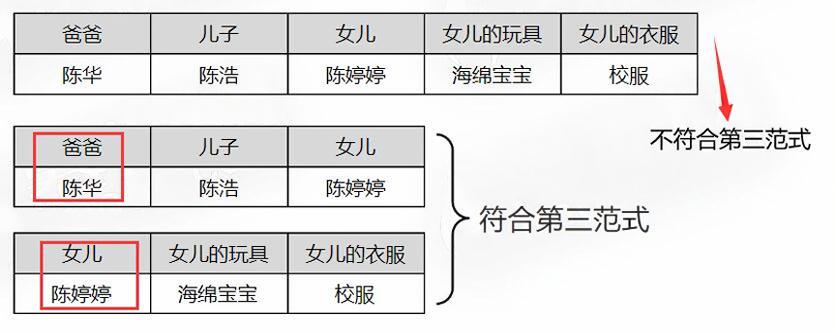 爸爸 儿子 女儿 女儿的玩具 女儿的衣服
陈华 陈浩 陈婷婷 海绵宝宝 校服
不符合第三范式
爸爸 儿子 女儿
陈华 陈浩 陈婷婷
符合第三范式
女儿 女儿的玩具 女儿的衣服
陈婷婷 海绵宝宝 校服